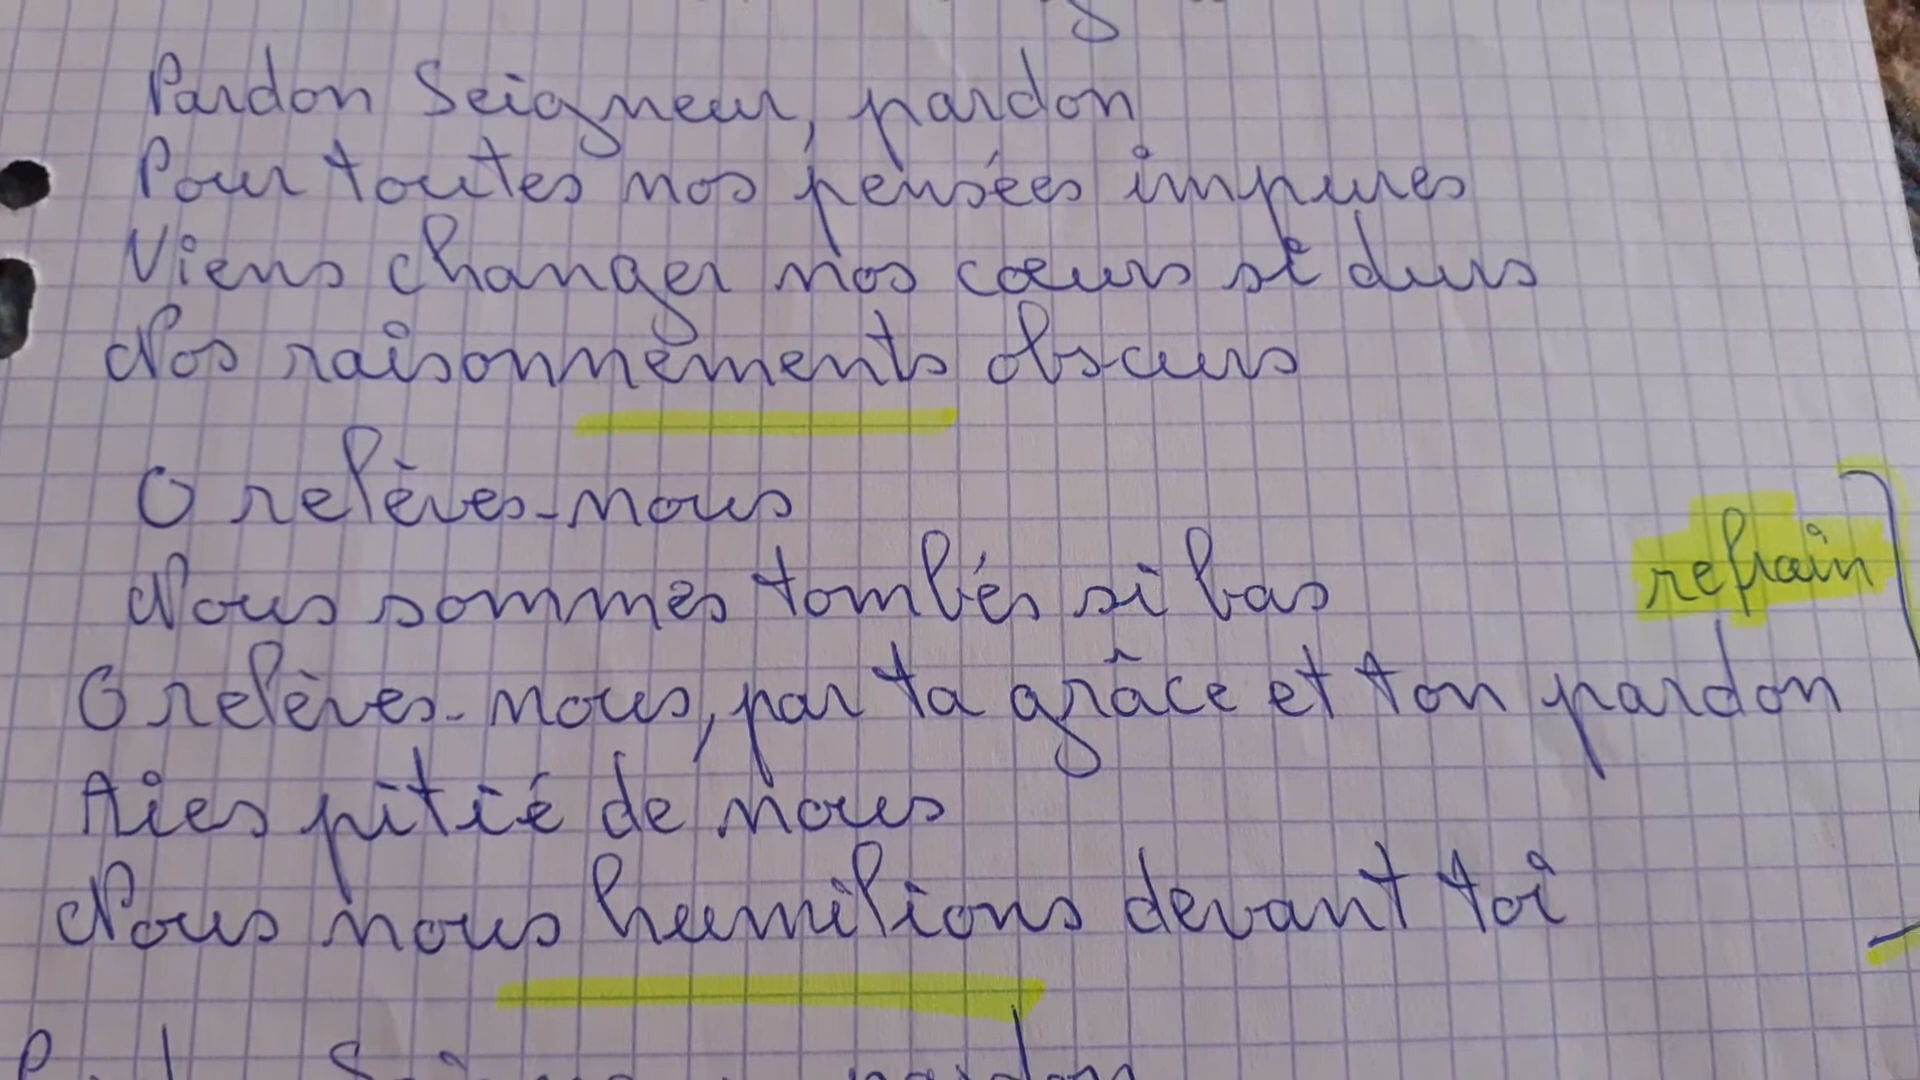 Pardon Seigneur, pardon
Pour toutes nos pensées impures
Viens changer nos cœurs si durs
Nos raisonnements obscurs
O relèves-nous
Nous sommes tombés si bas
refrain
O relèves-nous, par ta grâce et ton pardon
Aies pitié de nous
Nous nous humilions devant toi